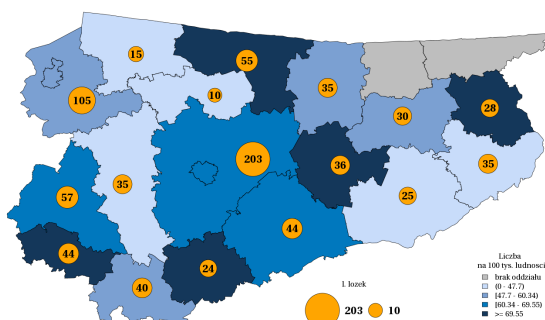 15
55
10
35
105
30
28
203
36
35
35
25
57
44
44
24
40
l. lozek
203 10
Liczba
na 100 tys. ludnosci
brak oddziału
(0 - 47.7)
[47.7 - 60.34)
[60.34 - 69.55)
>= 69.55